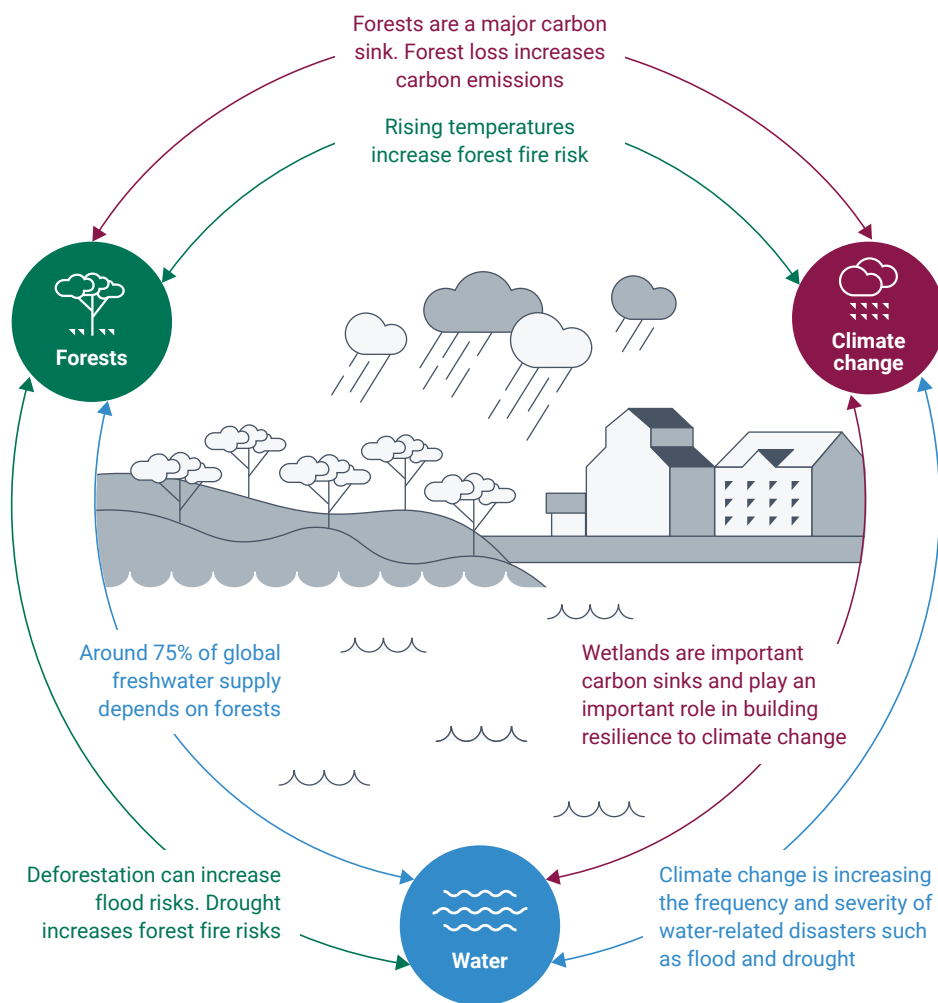 Forests are a major carbon
sink. Forest loss increases
carbon emissions
Rising temperatures
increase forest fire risk
Forests
Climate
change
Around 75% of global
freshwater supply
depends on forests
Wetlands are important
carbon sinks and play an
important role in building
resilience to climate change
Deforestation can increase
flood risks. Drought
increases forest fire risks
Water
Climate change is increasing
the frequency and severity of
water-related disasters such
as flood and drought